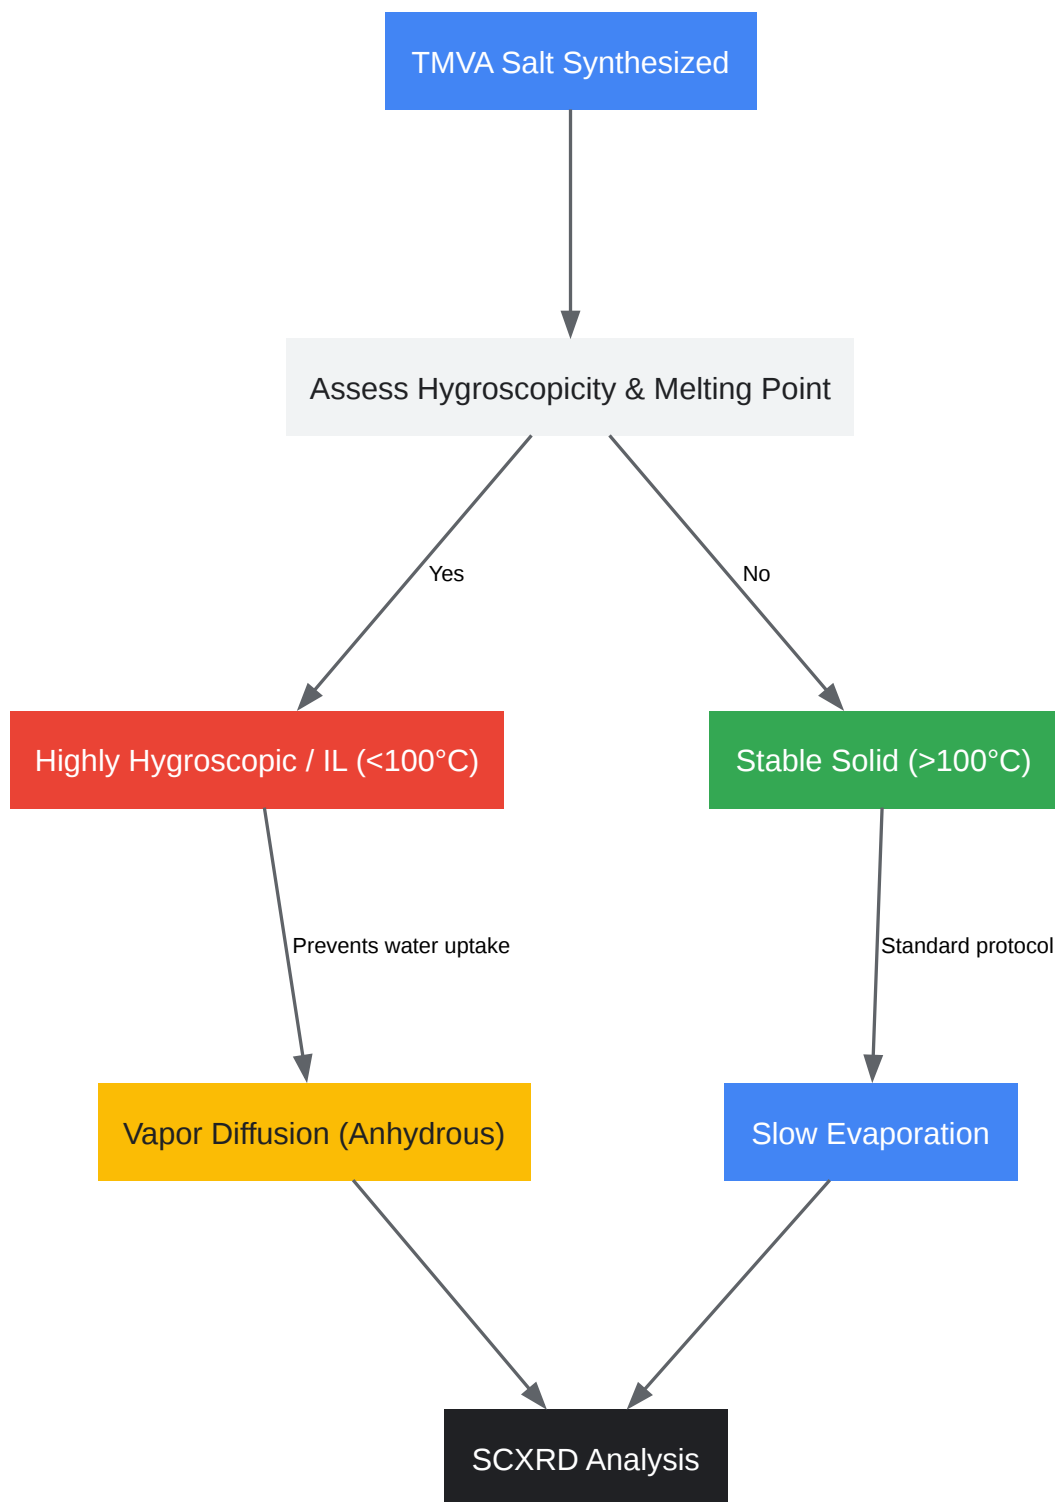 TMVA Salt Synthesized
Assess Hygroscopicity & Melting Point
Yes
No
Highly Hygroscopic / IL (<100°C)
Stable Solid (>100°C)
Prevents water uptake
Standard protocol
Vapor Diffusion (Anhydrous)
Slow Evaporation
SCXRD Analysis